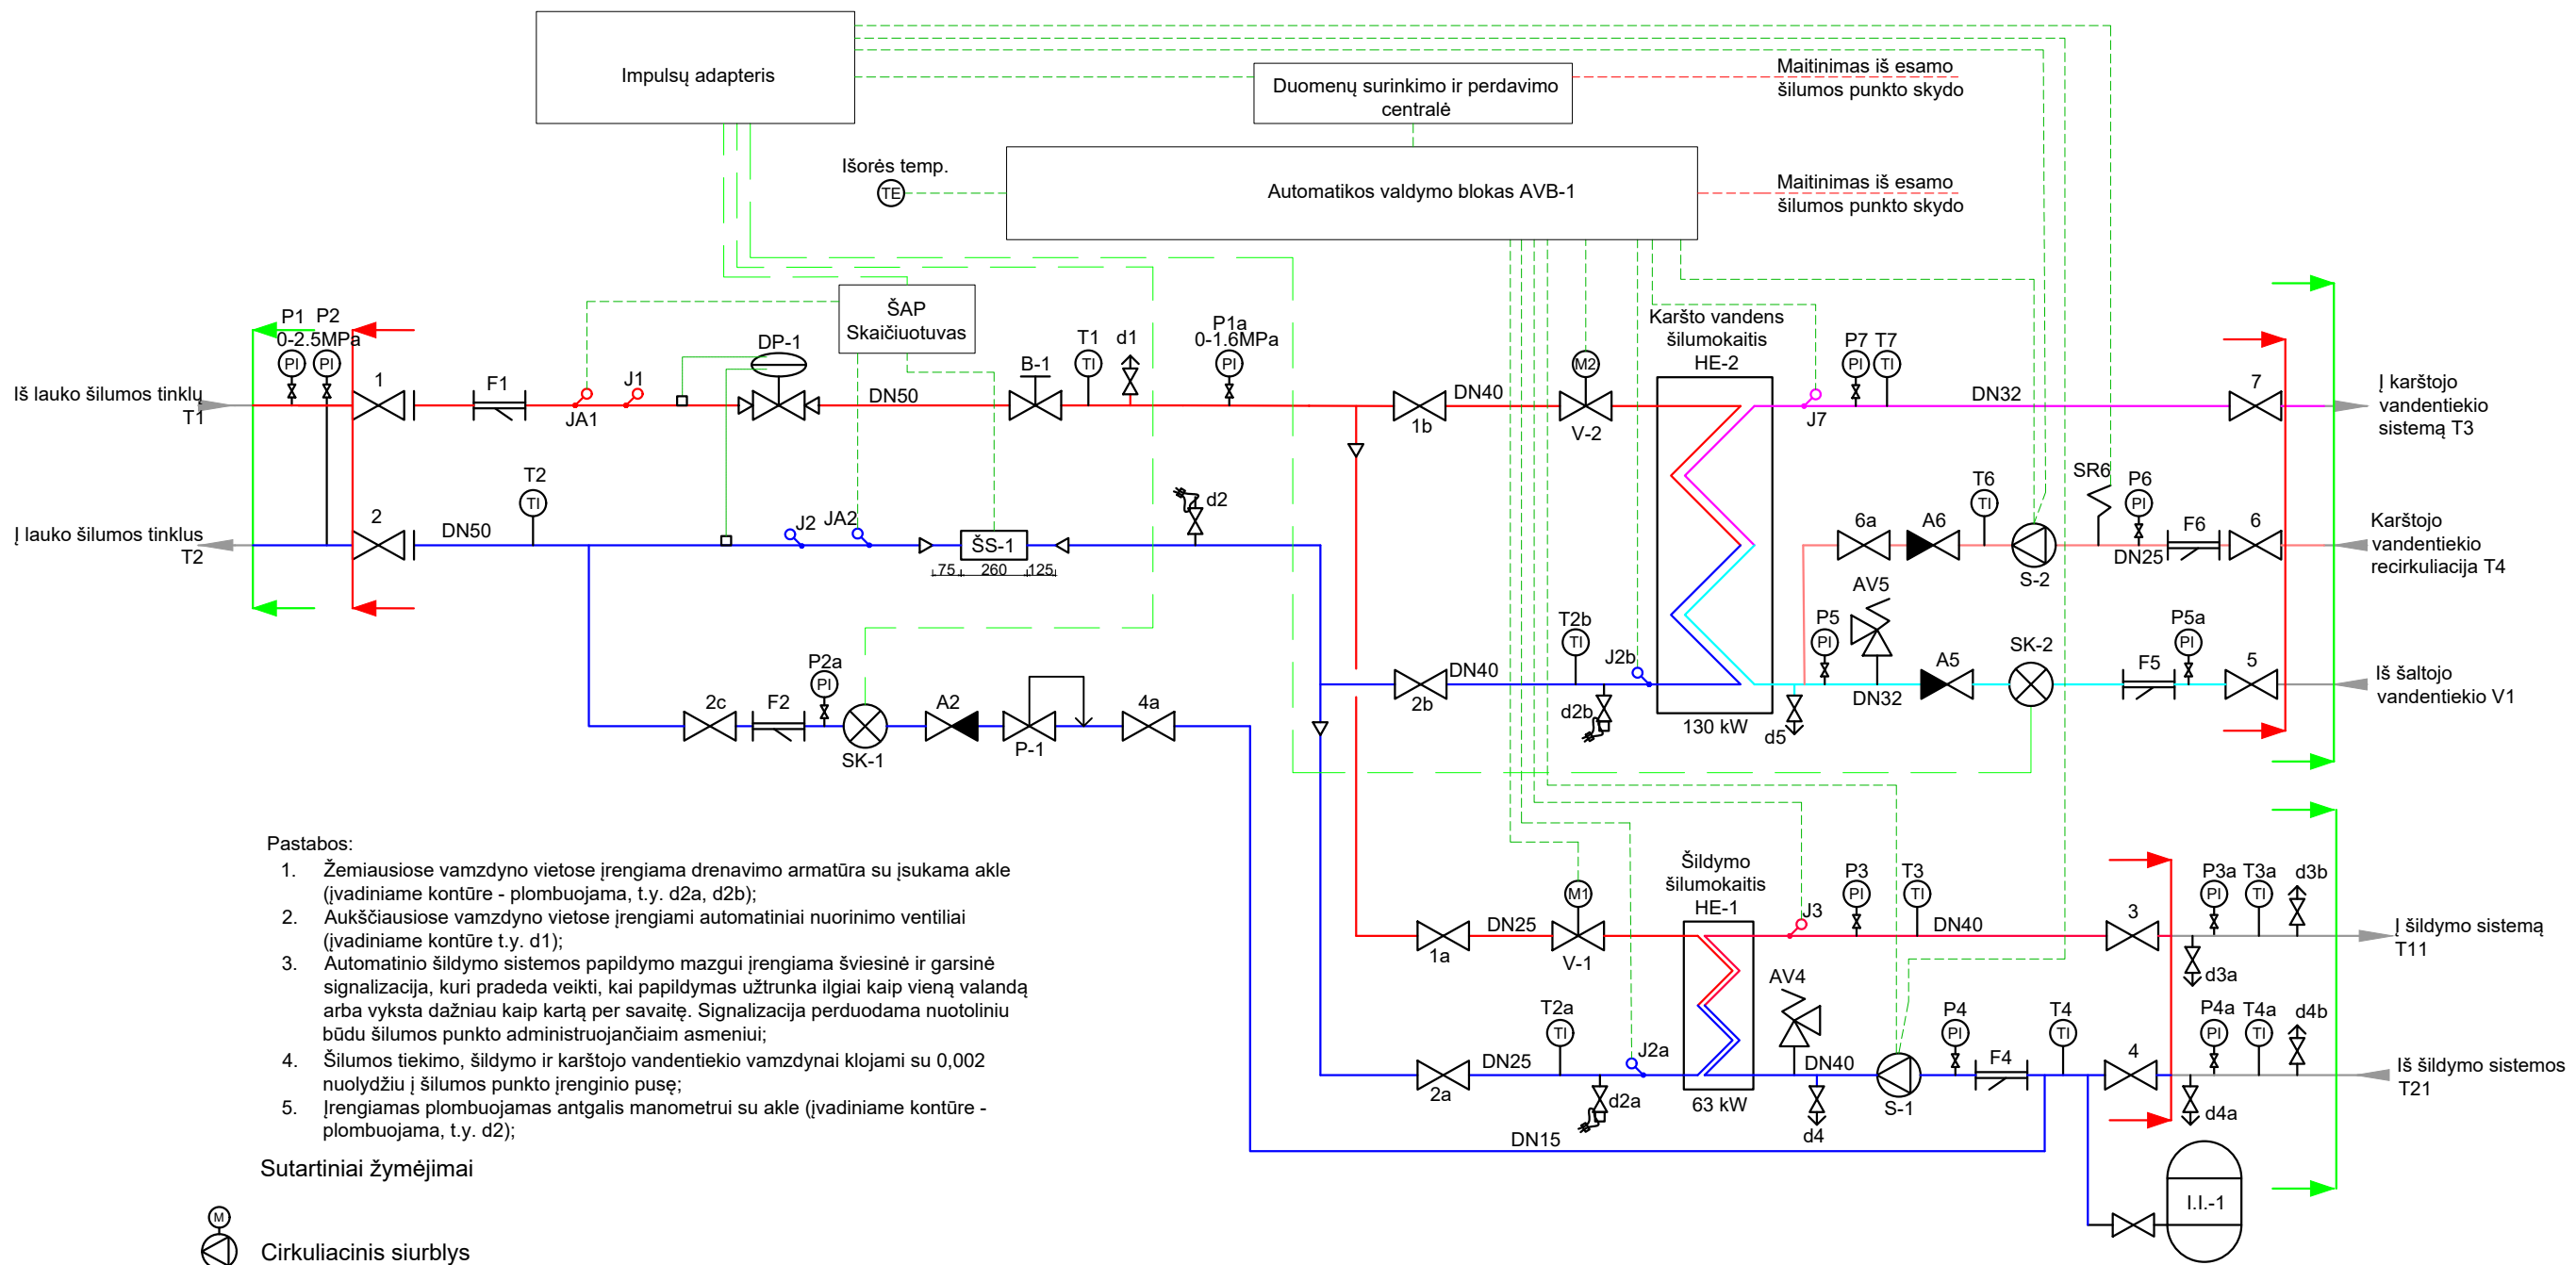 Impulsų adapteris
Duomenų surinkimo ir perdavimo
centralė
Maitinimas iš esamo
šilumos punkto skydo
Išorės temp.
TE
Automatikos valdymo blokas AVB-1
Maitinimas iš esamo
šilumos punkto skydo
ŠAP
Skaičiuotuvas
Karšto vandens
šilumokaitis
HE-2
P1
0-2.5MPa
PI
P2
PI
1
F1
JA1
J1
DP-1
DN50
B-1
T1
TI
d1
P1a
0-1.6MPa
PI
DN40
1b
M2
V-2
J7
P7
PI
T7
TI
DN32
7
Iš lauko šilumos tinklų
T1
Į karštojo
vandentiekio
sistemą T3
Į lauko šilumos tinklus
T2
2
DN50
T2
TI
J2
JA2
ŠS-1
75
260
125
d2
6a
A6
T6
TI
S-2
SR6
P6
PI
DN25
F6
6
Karštojo
vandentiekio
recirkuliacija T4
2c
F2
P2a
PI
SK-1
A2
P-1
4a
2b
DN40
T2b
TI
d2b
J2b
130 kW
d5
P5
PI
AV5
DN32
A5
SK-2
F5
P5a
PI
5
Iš šaltojo
vandentiekio V1
Pastabos:
1. Žemiausiose vamzdyno vietose įrengiama drenavimo armatūra su įsukama akle
(įvadiniame kontūre - plombuojama, t.y. d2a, d2b);
2. Aukščiausiose vamzdyno vietose įrengiami automatiniai nuorinimo ventiliai
(įvadiniame kontūre t.y. d1);
3. Automatinio šildymo sistemos papildymo mazgui įrengiama šviesinė ir garsinė
signalizacija, kuri pradeda veikti, kai papildymas užtrunka ilgiai kaip vieną valandą
arba vyksta dažniau kaip kartą per savaitę. Signalizacija perduodama nuotoliniu
būdu šilumos punkto administruojančiaim asmeniui;
4. Šilumos tiekimo, šildymo ir karštojo vandentiekio vamzdynai klojami su 0,002
nuolydžiu į šilumos punkto įrenginio pusę;
5. Įrengiamas plombuojamas antgalis manometrui su akle (įvadiniame kontūre -
plombuojama, t.y. d2);
Šildymo
šilumokaitis
HE-1
1a
DN25
M1
V-1
J3
P3
PI
T3
TI
DN40
3
P3a
PI
T3a
TI
d3b
d3a
Į šildymo sistemą
T11
2a
DN25
T2a
TI
d2a
J2a
63 kW
AV4
DN40
d4
S-1
P4
PI
F4
T4
TI
4
P4a
PI
T4a
TI
d4b
d4a
Iš šildymo sistemos
T21
DN15
I.I.-1
Sutartiniai žymėjimai
M
Cirkuliacinis siurblys